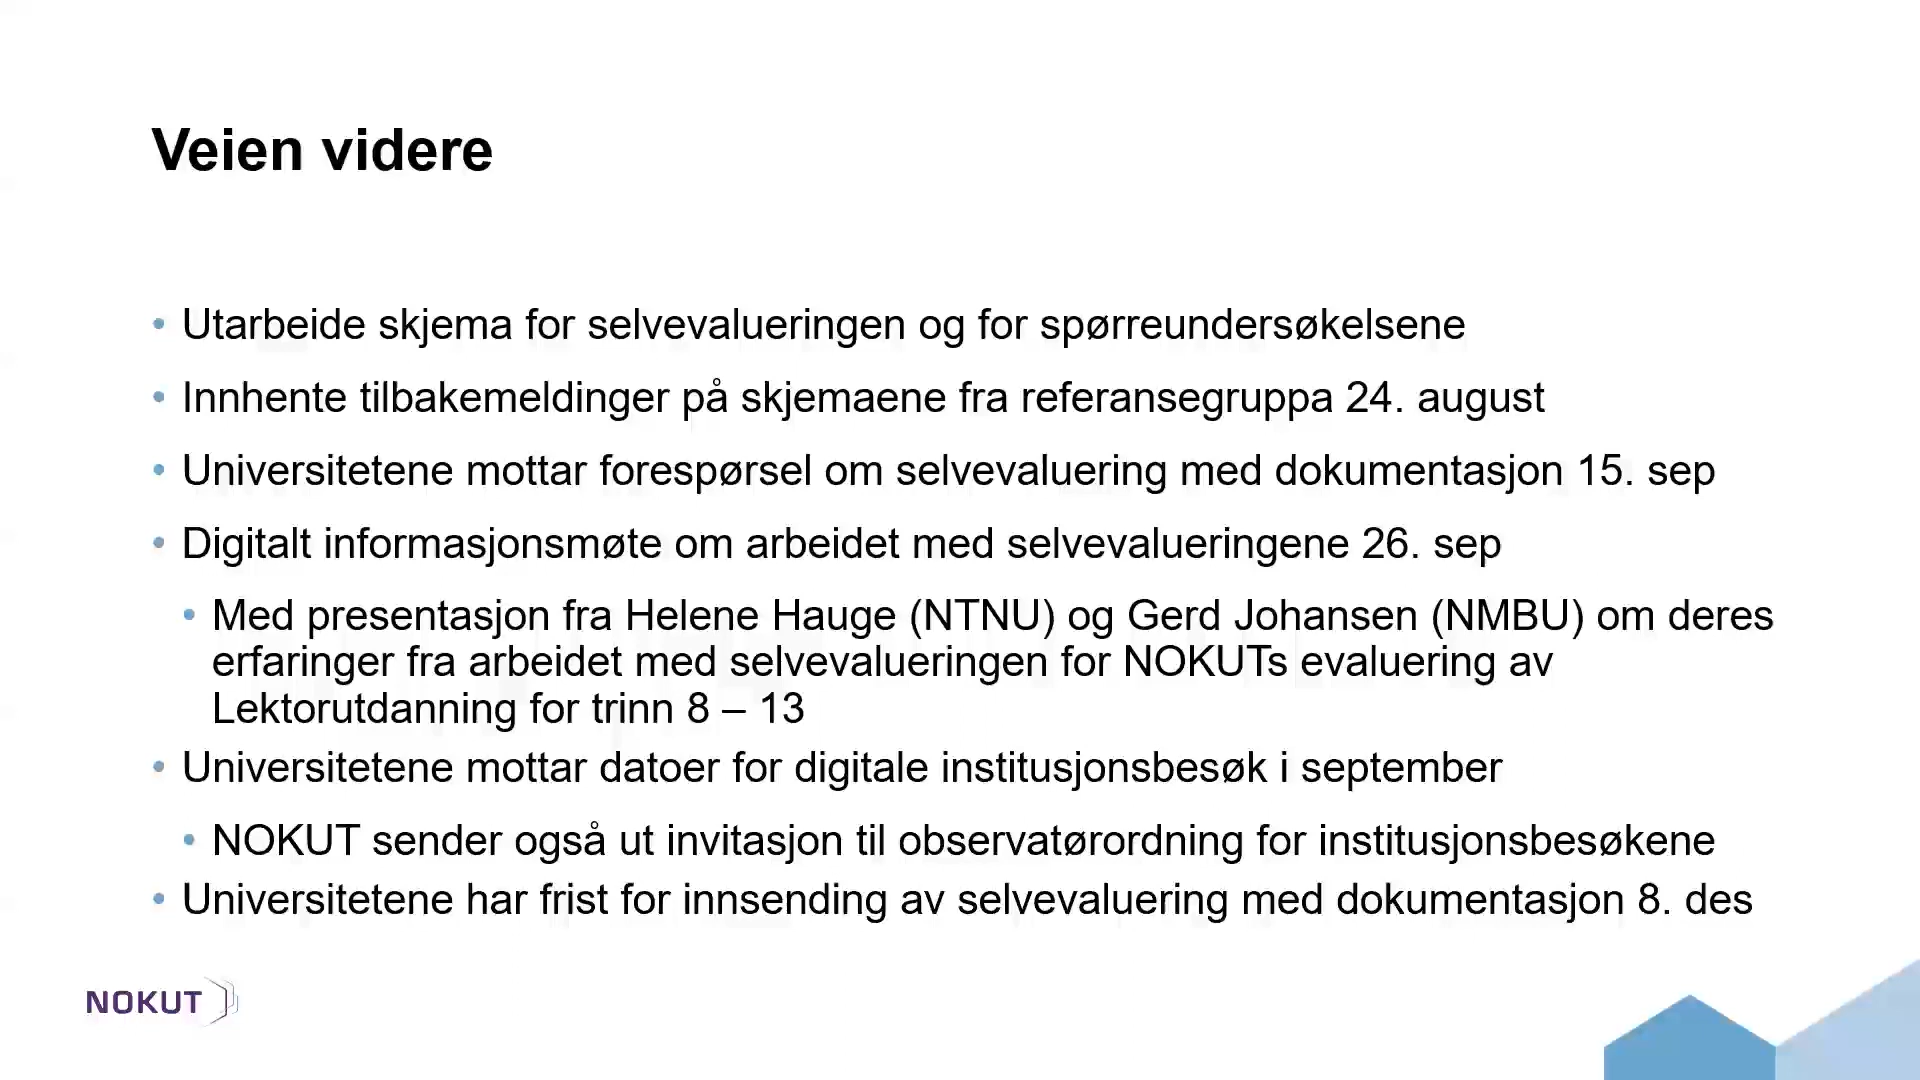 Veien videre
• Utarbeide skjema for selvevalueringen og for spørreundersøkelsene
• Innhente tilbakemeldinger på skjemaene fra referansegruppa 24. august
• Universitetene mottar forespørsel om selvevaluering med dokumentasjon 15. sep
• Digitalt informasjonsmøte om arbeidet med selvevalueringene 26. sep
• Med presentasjon fra Helene Hauge (NTNU) og Gerd Johansen (NMBU) om deres
erfaringer fra arbeidet med selvevalueringen for NOKUTs evaluering av
Lektorutdanning for trinn 8 – 13
• Universitetene mottar datoer for digitale institusjonsbesøk i september
• NOKUT sender også ut invitasjon til observatørordning for institusjonsbesøkene
• Universitetene har frist for innsending av selvevaluering med dokumentasjon 8. des
NOKUT